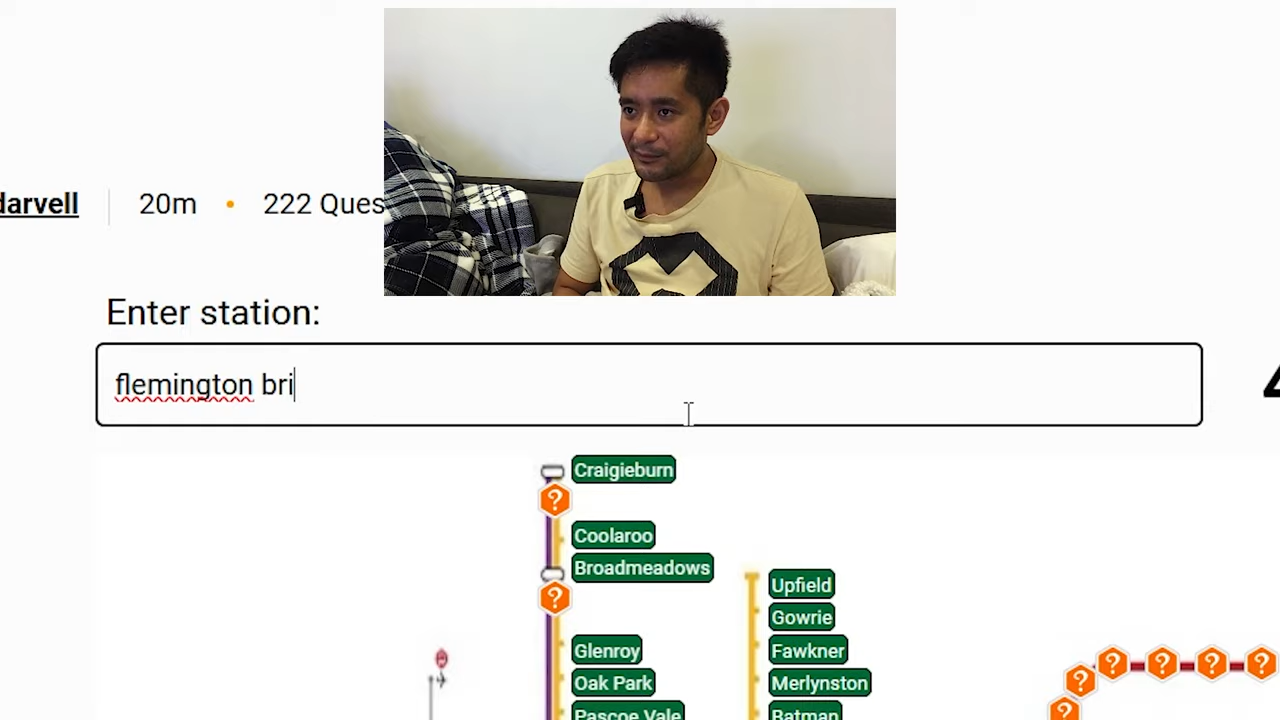 darvell 20m • 222 Ques
Enter station:
flemington bri
Craigieburn
?
Coolaroo
Broadmeadows
?
Upfield
Gowrie
Glenroy
Fawkner
? ? ? ?
Oak Park
Merlynston
?
Pascoe Vale
Batman
?